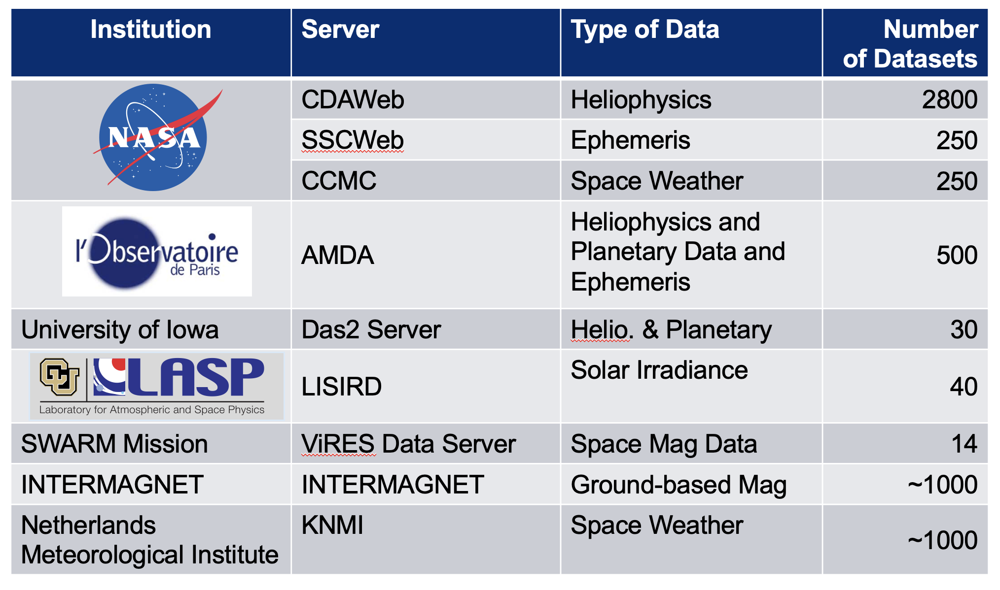 Institution
Server
Type of Data
Number
of Datasets
NASA
CDAWeb
Heliophysics
2800
SSCWeb
Ephemeris
250
CCMC
Space Weather
250
l'Observatoire
de Paris
AMDA
Heliophysics and
Planetary Data and
Ephemeris
500
University of Iowa
Das2 Server
Helio. & Planetary
30
CU
LASP
Laboratory for Atmospheric and Space Physics
LISIRD
Solar Irradiance
40
SWARM Mission
ViRES Data Server
Space Mag Data
14
INTERMAGNET
INTERMAGNET
Ground-based Mag
~1000
Netherlands
Meteorological Institute
KNMI
Space Weather
~1000